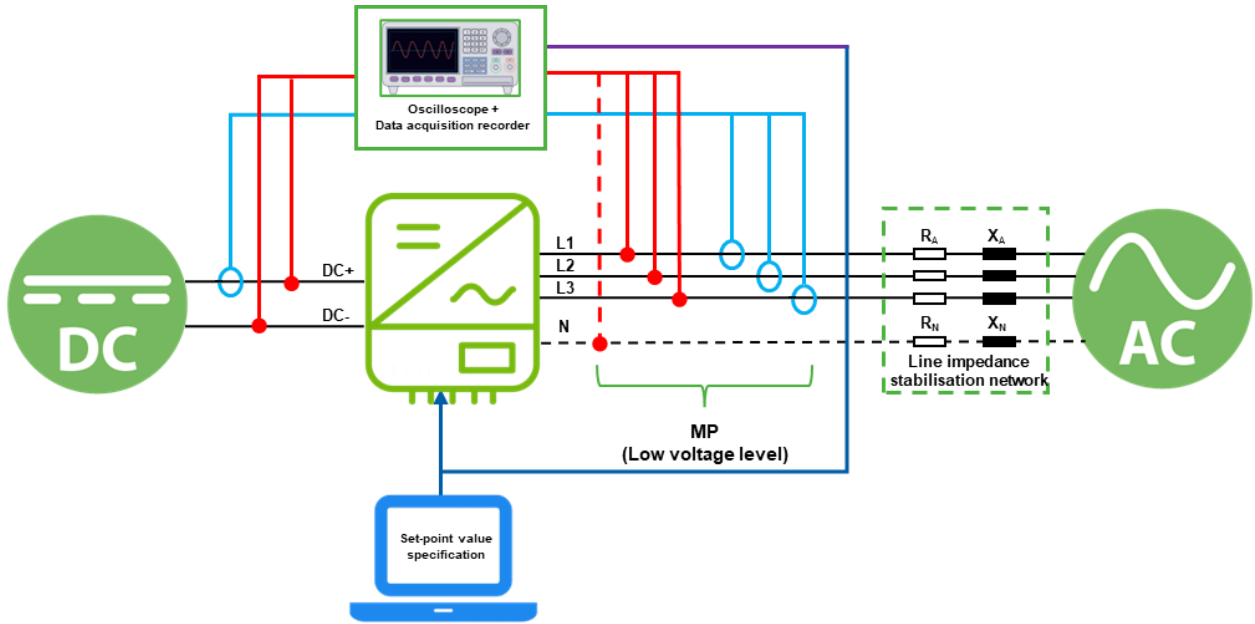 Oscilloscope +
Data acquisition recorder
DC
DC+
DC-
L1
L2
L3
N
RA
XA
RN
XN
Line impedance
stabilisation network
AC
MP
(Low voltage level)
Set-point value
specification